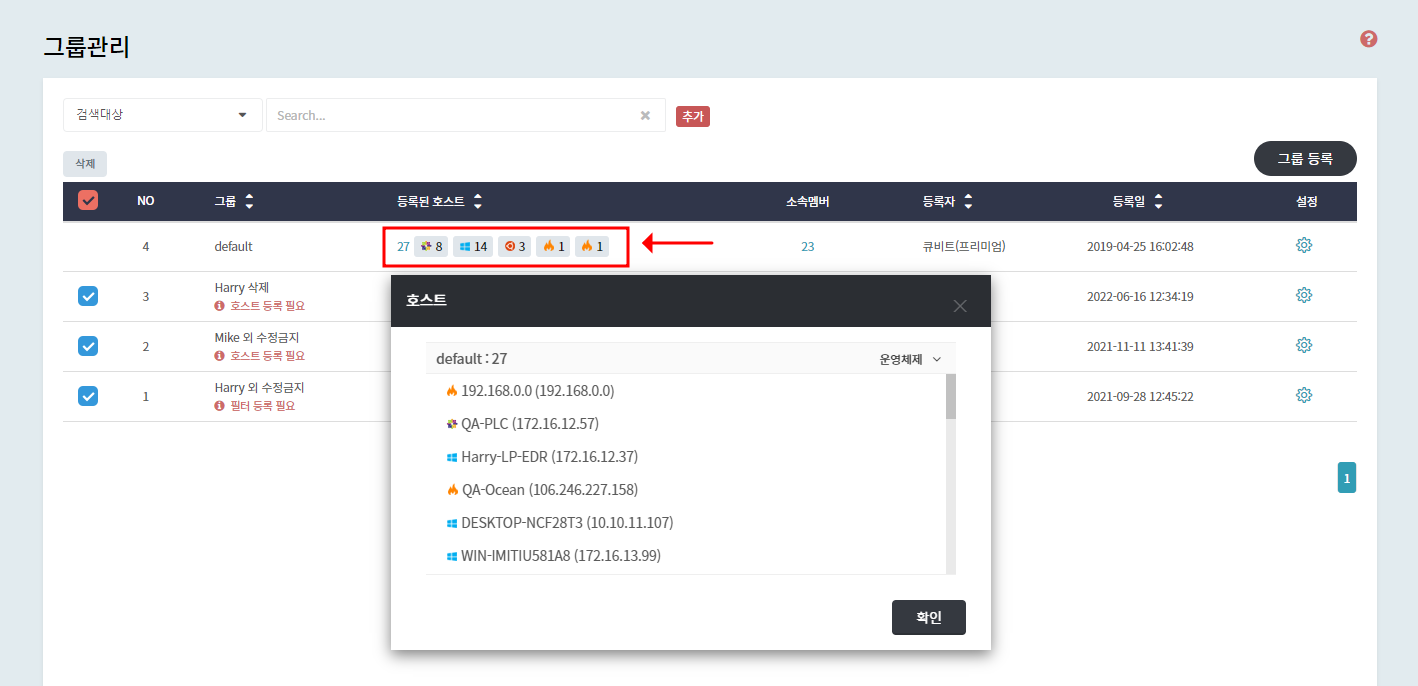 그룹관리
검색대상 Search... 추가
삭제 그룹 등록
NO 그룹 등록된 호스트 소속멤버 등록자 등록일 설정
4 default 27 8 14 3 1 1 23 큐비트(프리미엄) 2019-04-25 16:02:48
3 Harry 삭제 2022-06-16 12:34:19
호스트 등록 필요
2 Mike 외 수정금지 2021-11-11 13:41:39
호스트 등록 필요
1 Harry 외 수정금지 2021-09-28 12:45:22
필터 등록 필요
호스트
default : 27 운영체제
192.168.0.0 (192.168.0.0)
QA-PLC (172.16.12.57)
Harry-LP-EDR (172.16.12.37)
QA-Ocean (106.246.227.158)
DESKTOP-NCF28T3 (10.10.11.107)
WIN-IMITIU581A8 (172.16.13.99)
확인
1